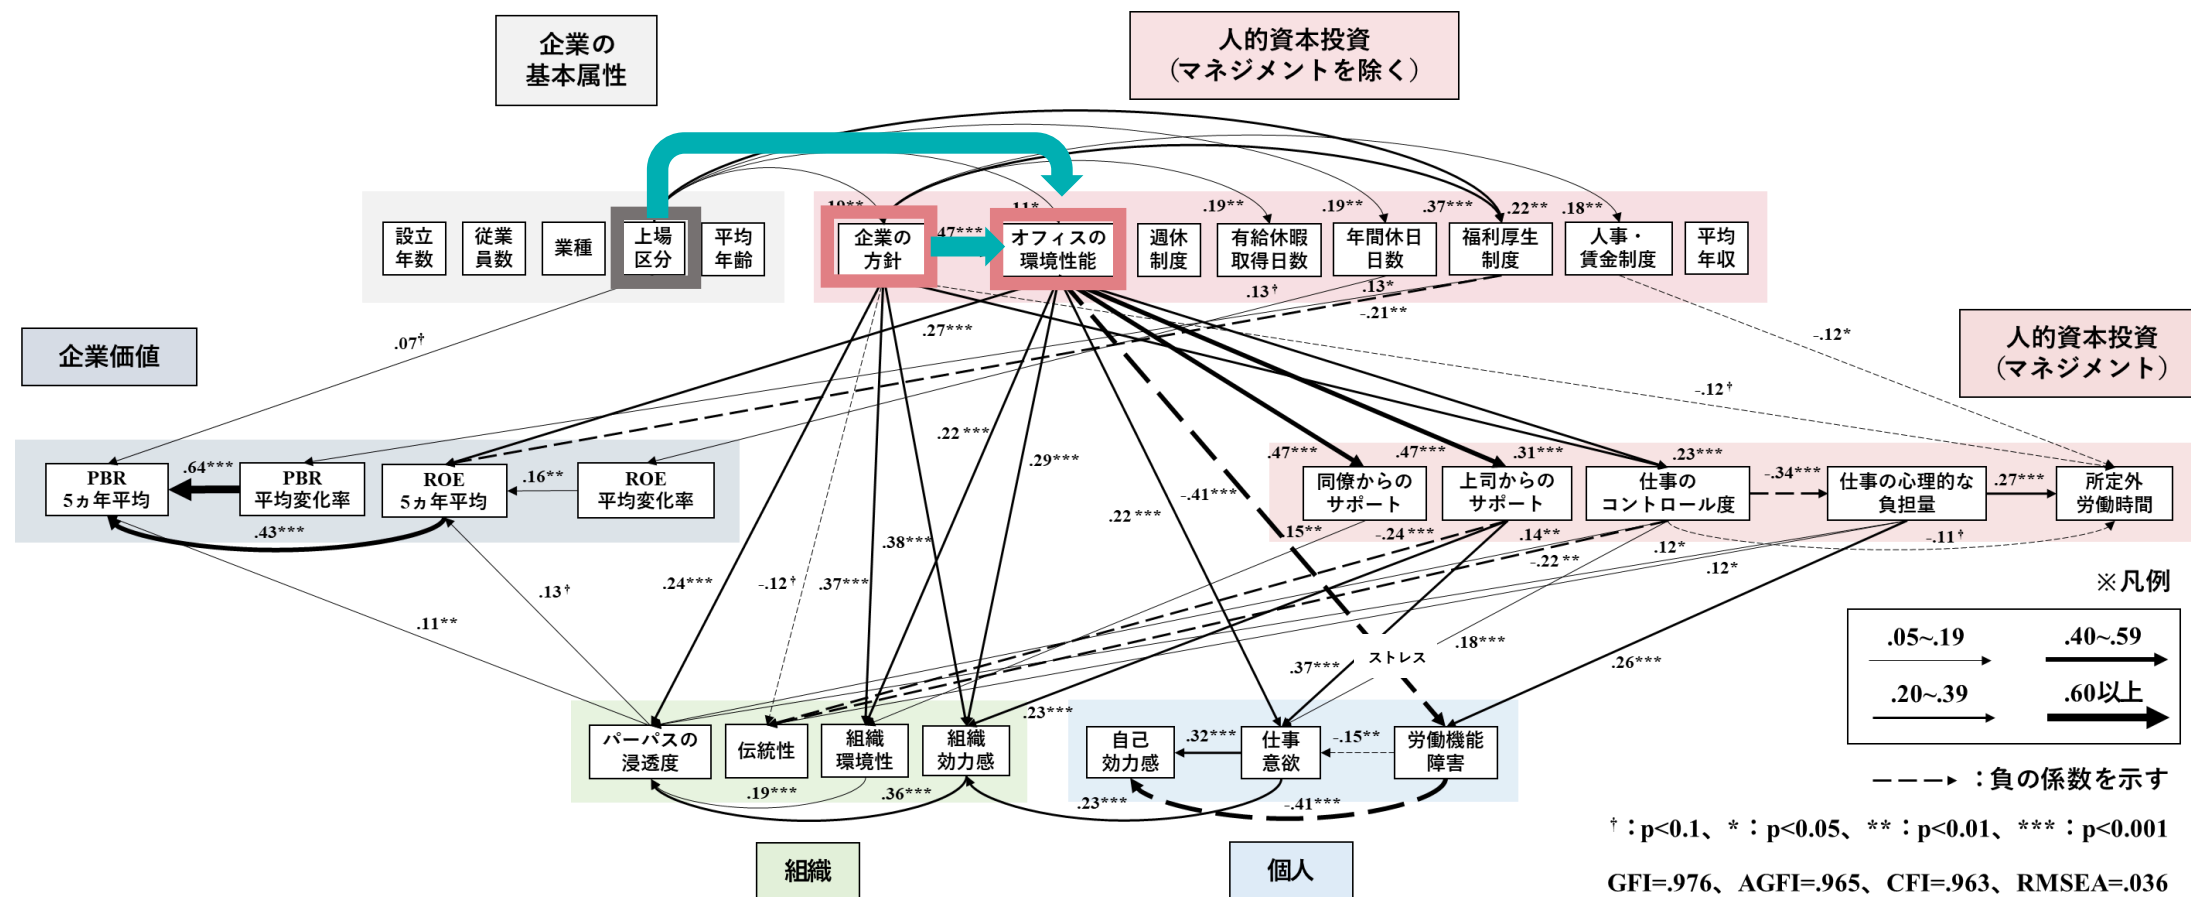 企業の
基本属性
人的資本投資
（マネジメントを除く）
.19**
.11*
.19**
.19**
.37***
.22**
.18**
.47***
設立
年数
従業
員数
業種
上場
区分
平均
年齢
企業の
方針
オフィスの
環境性能
週休
制度
有給休暇
取得日数
年間休日
日数
福利厚生
制度
人事・
賃金制度
平均
年収
.13†
.13*
-.21**
.27***
.07†
-.12*
企業価値
人的資本投資
（マネジメント）
-.12†
.22***
.29***
-.41***
.22***
.47***
.47***
.31***
.23***
-.34***
.27***
.64***
.16**
.43***
PBR
5ヵ年平均
PBR
平均変化率
ROE
5ヵ年平均
ROE
平均変化率
同僚からの
サポート
上司からの
サポート
仕事の
コントロール度
仕事の心理的な
負担量
所定外
労働時間
.15**
-.24***
.14**
-.22**
.12*
.12*
-.11†
.38***
.37***
-.12†
.24***
.13†
.11**
.18***
.37***
ストレス
.26***
.23***
※凡例
.05~.19
.40~.59
.20~.39
.60以上
パーパスの
浸透度
伝統性
組織
環境性
組織
効力感
自己
効力感
仕事
意欲
労働機能
障害
.32***
-.15**
.19***
.36***
.23***
-.41***
：負の係数を示す
†：p<0.1、*：p<0.05、**：p<0.01、***：p<0.001
組織
個人
GFI=.976、AGFI=.965、CFI=.963、RMSEA=.036